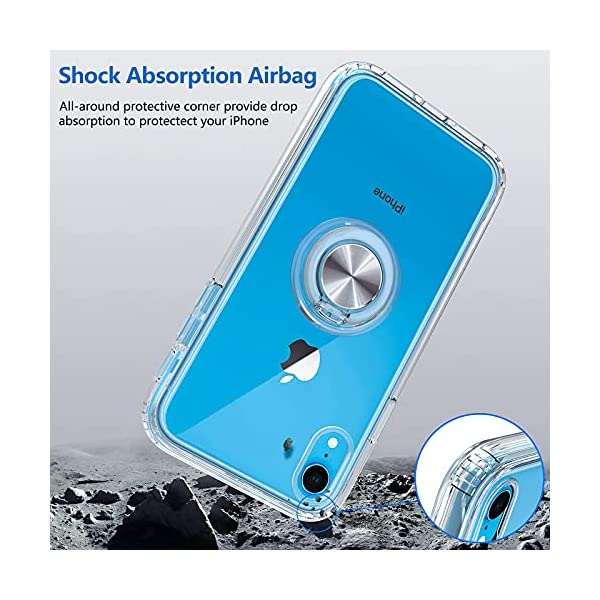 Shock Absorption Airbag
All-around protective corner provide drop
absorption to protectect your iPhone
iPhone